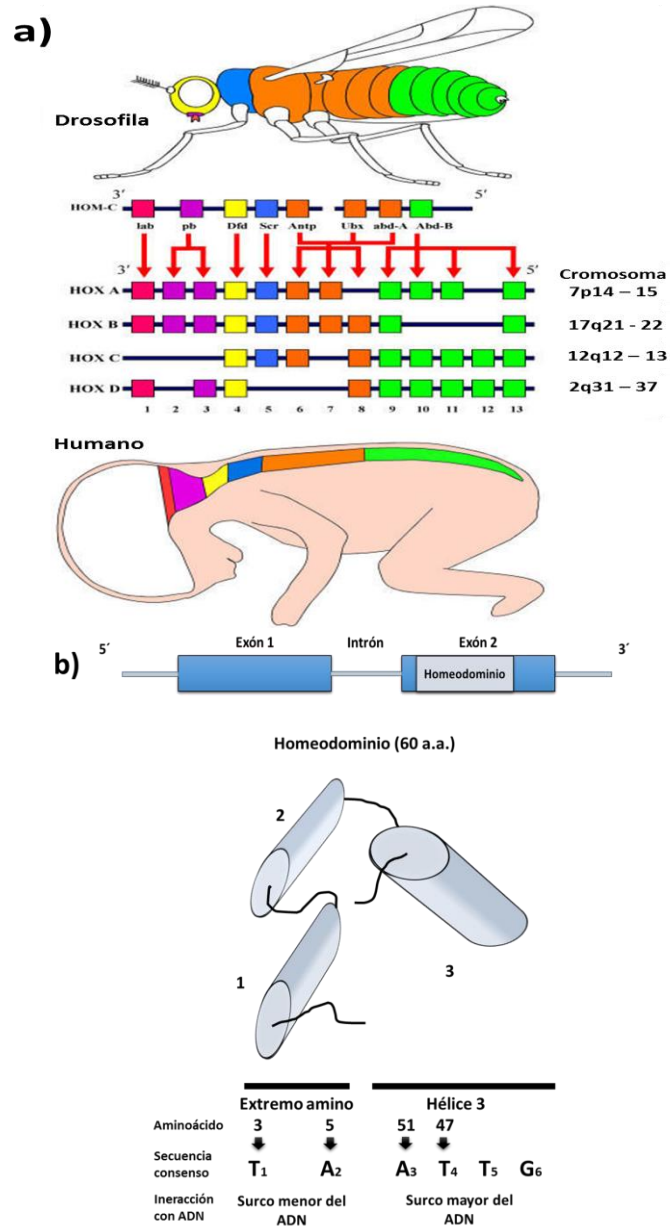 a)
Drosofila
3′ 5′
HOM-C
lab pb Dfd Scr Antp Ubx abd-A Abd-B
3′ 5′ Cromosoma
HOX A 7p14 – 15
HOX B 17q21 - 22
HOX C 12q12 – 13
HOX D 2q31 – 37
1 2 3 4 5 6 7 8 9 10 11 12 13
Humano
b) 5´ Exón 1 Intrón Exón 2 3´
Homeodominio
Homeodominio (60 a.a.)
2
1 3
Extremo amino Hélice 3
Aminoácido 3 5 51 47
Secuencia consenso T1 A2 A3 T4 T5 G6
Ineracción con ADN Surco menor del ADN Surco mayor del ADN